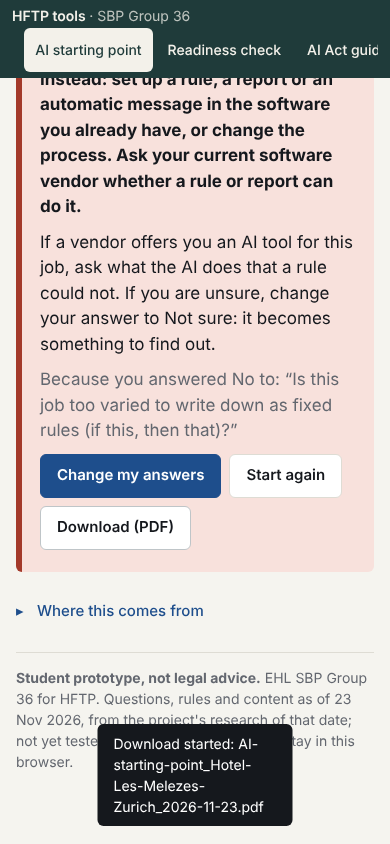 HFTP tools · SBP Group 36
AI starting point Readiness check AI Act guid
instead: set up a rule, a report or an
automatic message in the software
you already have, or change the
process. Ask your current software
vendor whether a rule or report can
do it.
If a vendor offers you an AI tool for this
job, ask what the AI does that a rule
could not. If you are unsure, change
your answer to Not sure: it becomes
something to find out.
Because you answered No to: “Is this
job too varied to write down as fixed
rules (if this, then that)?”
Change my answers Start again
Download (PDF)
▸ Where this comes from
Student prototype, not legal advice. EHL SBP Group
36 for HFTP. Questions, rules and content as of 23
Nov 2026, from the project's research of that date;
not yet teste tay in this
browser.
Download started: AI-
starting-point_Hotel-
Les-Melezes-
Zurich_2026-11-23.pdf